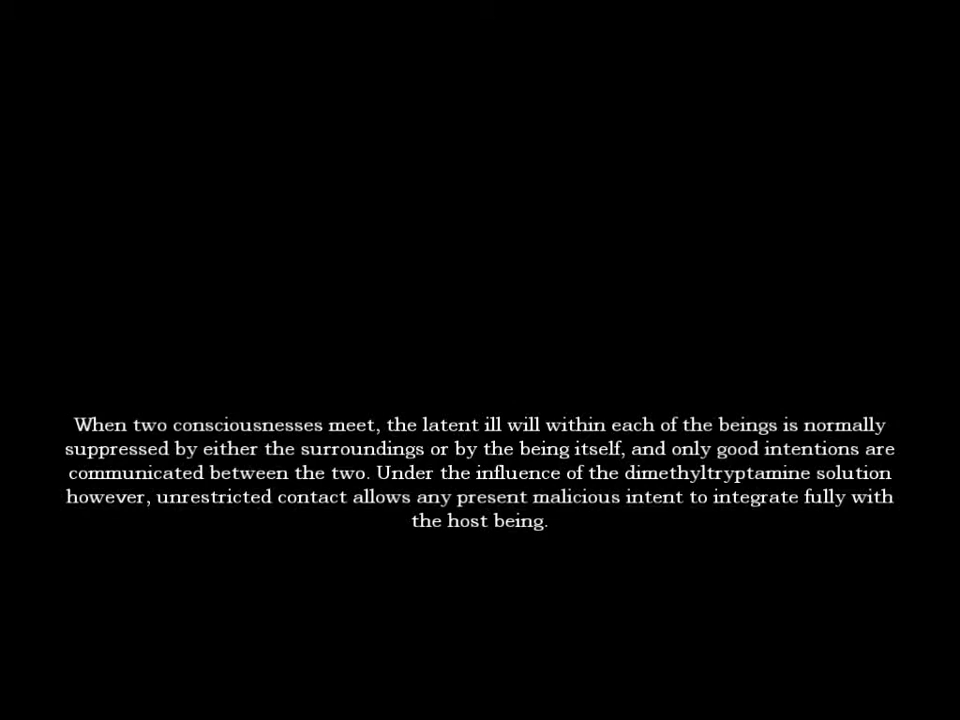 When two consciousnesses meet, the latent ill will within each of the beings is normally
suppressed by either the surroundings or by the being itself, and only good intentions are
communicated between the two. Under the influence of the dimethyltryptamine solution
however, unrestricted contact allows any present malicious intent to integrate fully with
the host being.